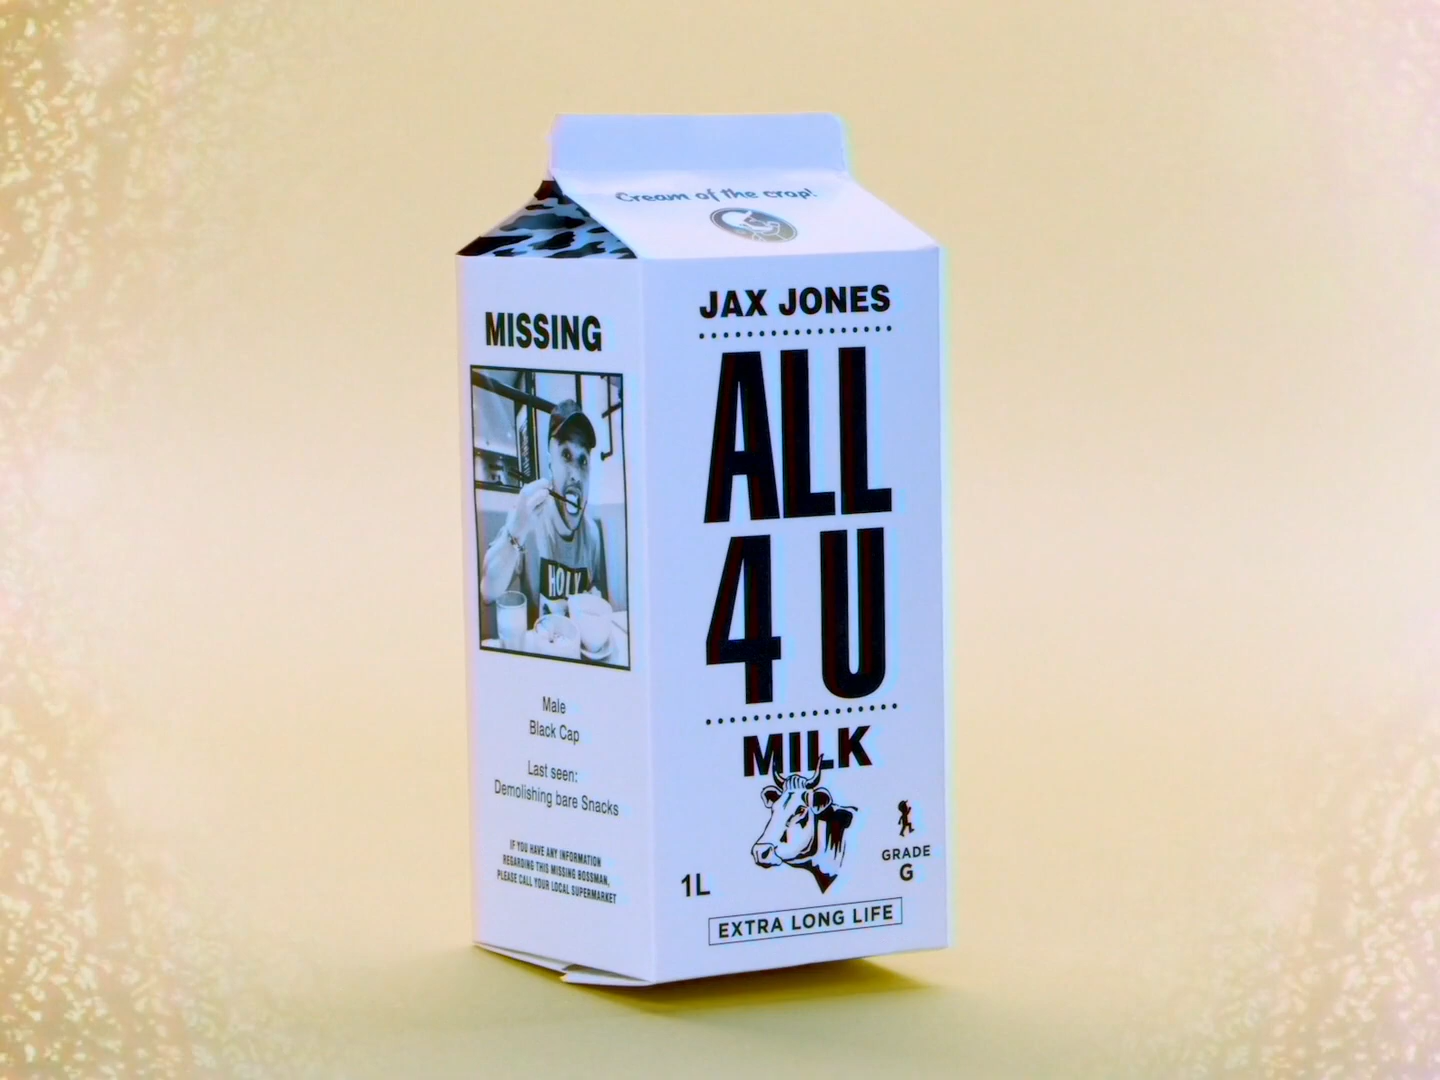 Cream of the crop!
JAX JONES
ALL
4 U
MILK
1L
GRADE
G
EXTRA LONG LIFE
MISSING
HOLY
Male
Black Cap
Last seen:
Demolishing bare Snacks
IF YOU HAVE ANY INFORMATION
REGARDING THIS MISSING BOSSMAN,
PLEASE CALL YOUR LOCAL SUPERMARKET